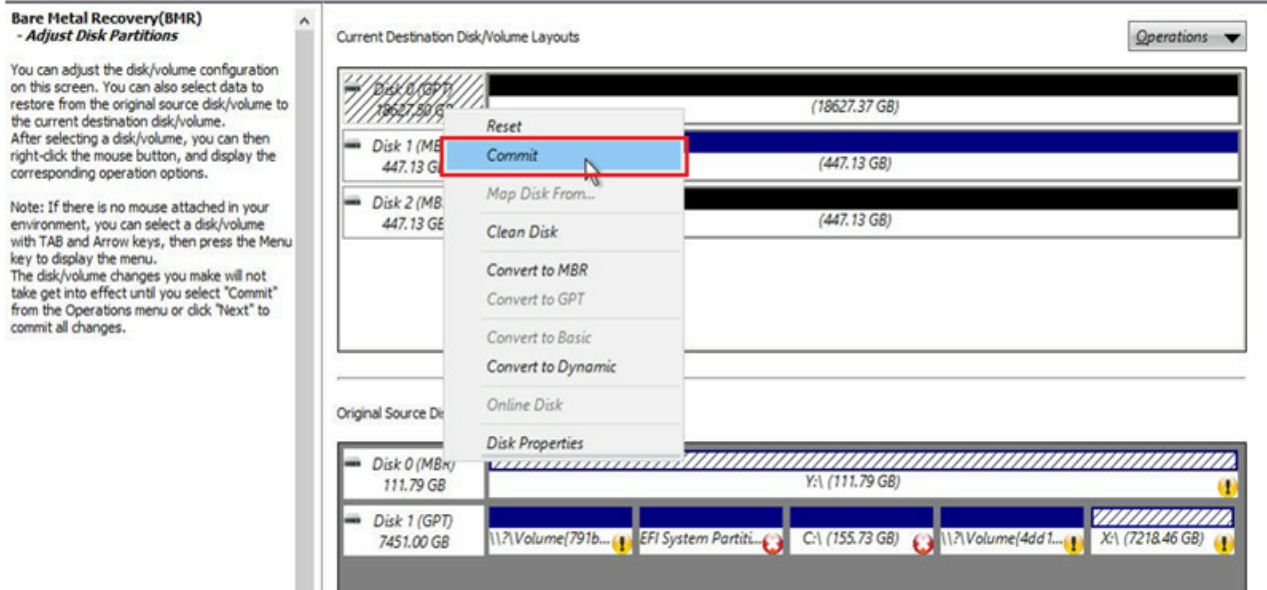 Bare Metal Recovery(BMR)
- Adjust Disk Partitions
You can adjust the disk/volume configuration
on this screen. You can also select data to
restore from the original source disk/volume to
the current destination disk/volume.
After selecting a disk/volume, you can then
right-click the mouse button, and display the
corresponding operation options.
Note: If there is no mouse attached in your
environment, you can select a disk/volume
with TAB and Arrow keys, then press the Menu
key to display the menu.
The disk/volume changes you make will not
take get into effect until you select "Commit"
from the Operations menu or click "Next" to
commit all changes.
Current Destination Disk/Volume Layouts
Operations
Disk 0 (GPT)
18627.50 G
(18627.37 GB)
Disk 1 (MB
447.13 G
(447.13 GB)
Disk 2 (MB
447.13 GB
(447.13 GB)
Reset
Commit
Map Disk From...
Clean Disk
Convert to MBR
Convert to GPT
Convert to Basic
Convert to Dynamic
Online Disk
Disk Properties
Original Source Di
Disk 0 (MBR)
111.79 GB
Y:\ (111.79 GB)
Disk 1 (GPT)
7451.00 GB
\\?\Volume{791b...
EFI System Partiti...
C:\ (155.73 GB)
\\?\Volume{4dd1...
X:\ (7218.46 GB)